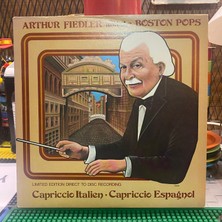 ARTHUR FIEDLER BOSTON POPS
LIMITED EDITION DIRECT TO DISC RECORDING
Capriccio Italien • Capriccio Espagnol